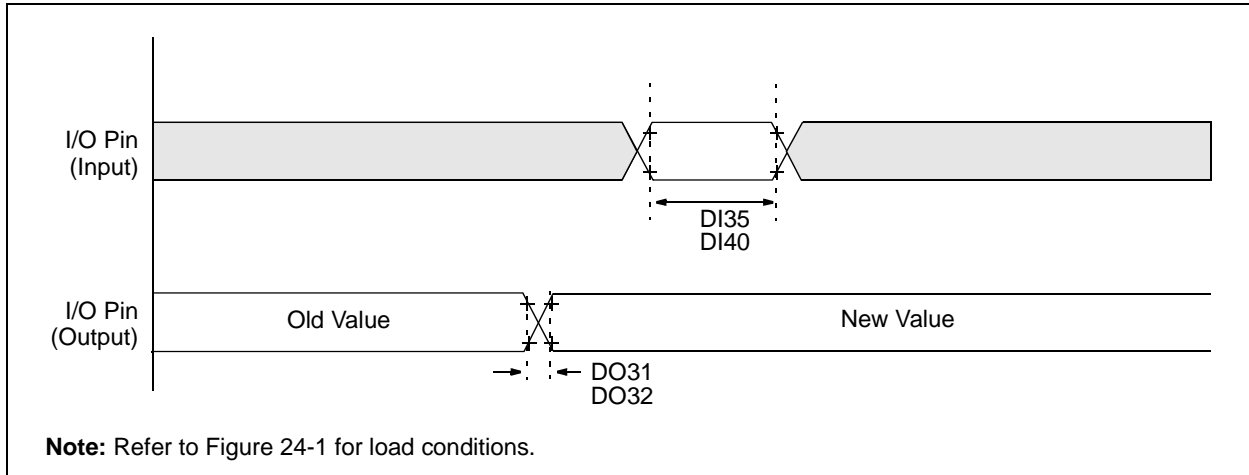 I/O Pin
(Input)
DI35
DI40
I/O Pin
(Output)
Old Value
New Value
DO31
DO32
Note: Refer to Figure 24-1 for load conditions.